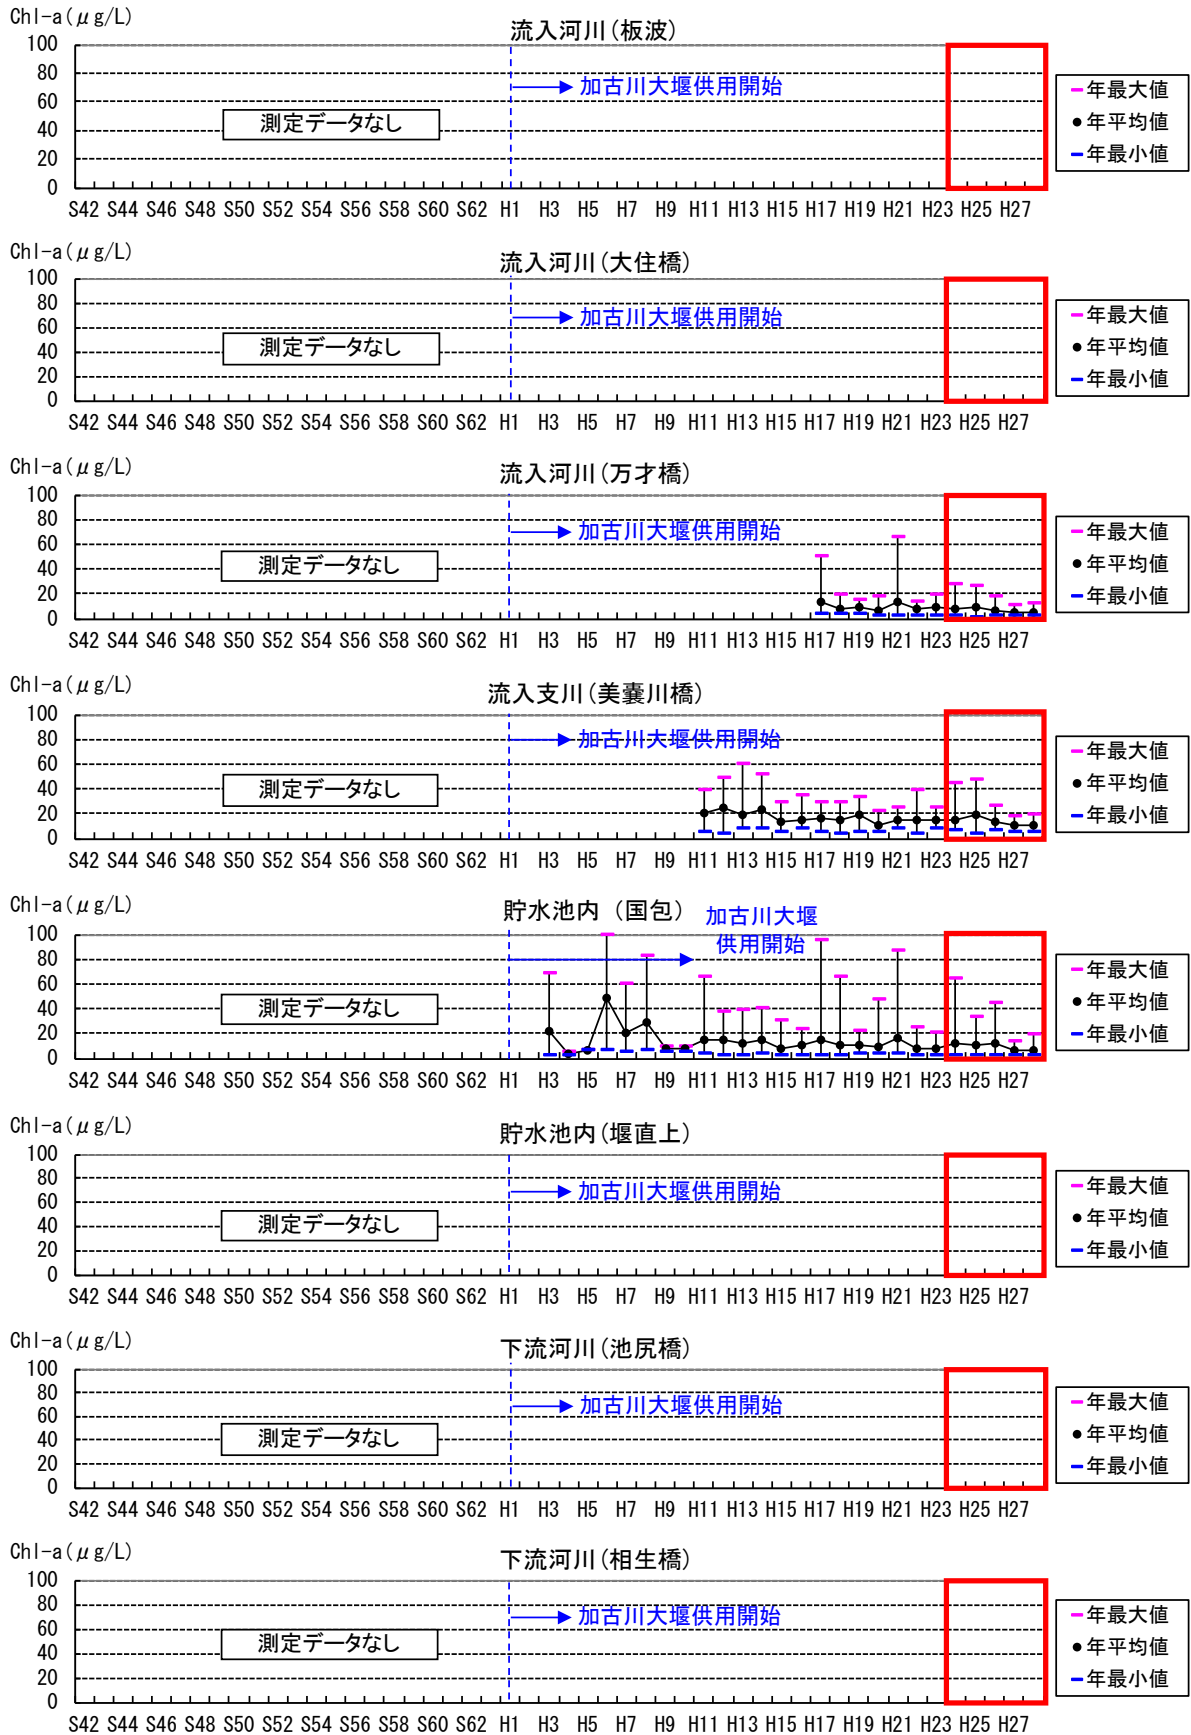 Chl-a(μg/L)
流入河川(板波)
100
80
60
40
20
0
加古川大堰供用開始
測定データなし
年最大値
年平均値
年最小値
S42 S44 S46 S48 S50 S52 S54 S56 S58 S60 S62 H1 H3 H5 H7 H9 H11 H13 H15 H17 H19 H21 H23 H25 H27
Chl-a(μg/L)
流入河川(大住橋)
100
80
60
40
20
0
加古川大堰供用開始
測定データなし
年最大値
年平均値
年最小値
S42 S44 S46 S48 S50 S52 S54 S56 S58 S60 S62 H1 H3 H5 H7 H9 H11 H13 H15 H17 H19 H21 H23 H25 H27
Chl-a(μg/L)
流入河川(万才橋)
100
80
60
40
20
0
加古川大堰供用開始
測定データなし
年最大値
年平均値
年最小値
S42 S44 S46 S48 S50 S52 S54 S56 S58 S60 S62 H1 H3 H5 H7 H9 H11 H13 H15 H17 H19 H21 H23 H25 H27
Chl-a(μg/L)
流入支川(美嚢川橋)
100
80
60
40
20
0
加古川大堰供用開始
測定データなし
年最大値
年平均値
年最小値
S42 S44 S46 S48 S50 S52 S54 S56 S58 S60 S62 H1 H3 H5 H7 H9 H11 H13 H15 H17 H19 H21 H23 H25 H27
Chl-a(μg/L)
貯水池内 (国包)
100
80
60
40
20
0
加古川大堰
供用開始
測定データなし
年最大値
年平均値
年最小値
S42 S44 S46 S48 S50 S52 S54 S56 S58 S60 S62 H1 H3 H5 H7 H9 H11 H13 H15 H17 H19 H21 H23 H25 H27
Chl-a(μg/L)
貯水池内(堰直上)
100
80
60
40
20
0
加古川大堰供用開始
測定データなし
年最大値
年平均値
年最小値
S42 S44 S46 S48 S50 S52 S54 S56 S58 S60 S62 H1 H3 H5 H7 H9 H11 H13 H15 H17 H19 H21 H23 H25 H27
Chl-a(μg/L)
下流河川(池尻橋)
100
80
60
40
20
0
加古川大堰供用開始
測定データなし
年最大値
年平均値
年最小値
S42 S44 S46 S48 S50 S52 S54 S56 S58 S60 S62 H1 H3 H5 H7 H9 H11 H13 H15 H17 H19 H21 H23 H25 H27
Chl-a(μg/L)
下流河川(相生橋)
100
80
60
40
20
0
加古川大堰供用開始
測定データなし
年最大値
年平均値
年最小値
S42 S44 S46 S48 S50 S52 S54 S56 S58 S60 S62 H1 H3 H5 H7 H9 H11 H13 H15 H17 H19 H21 H23 H25 H27